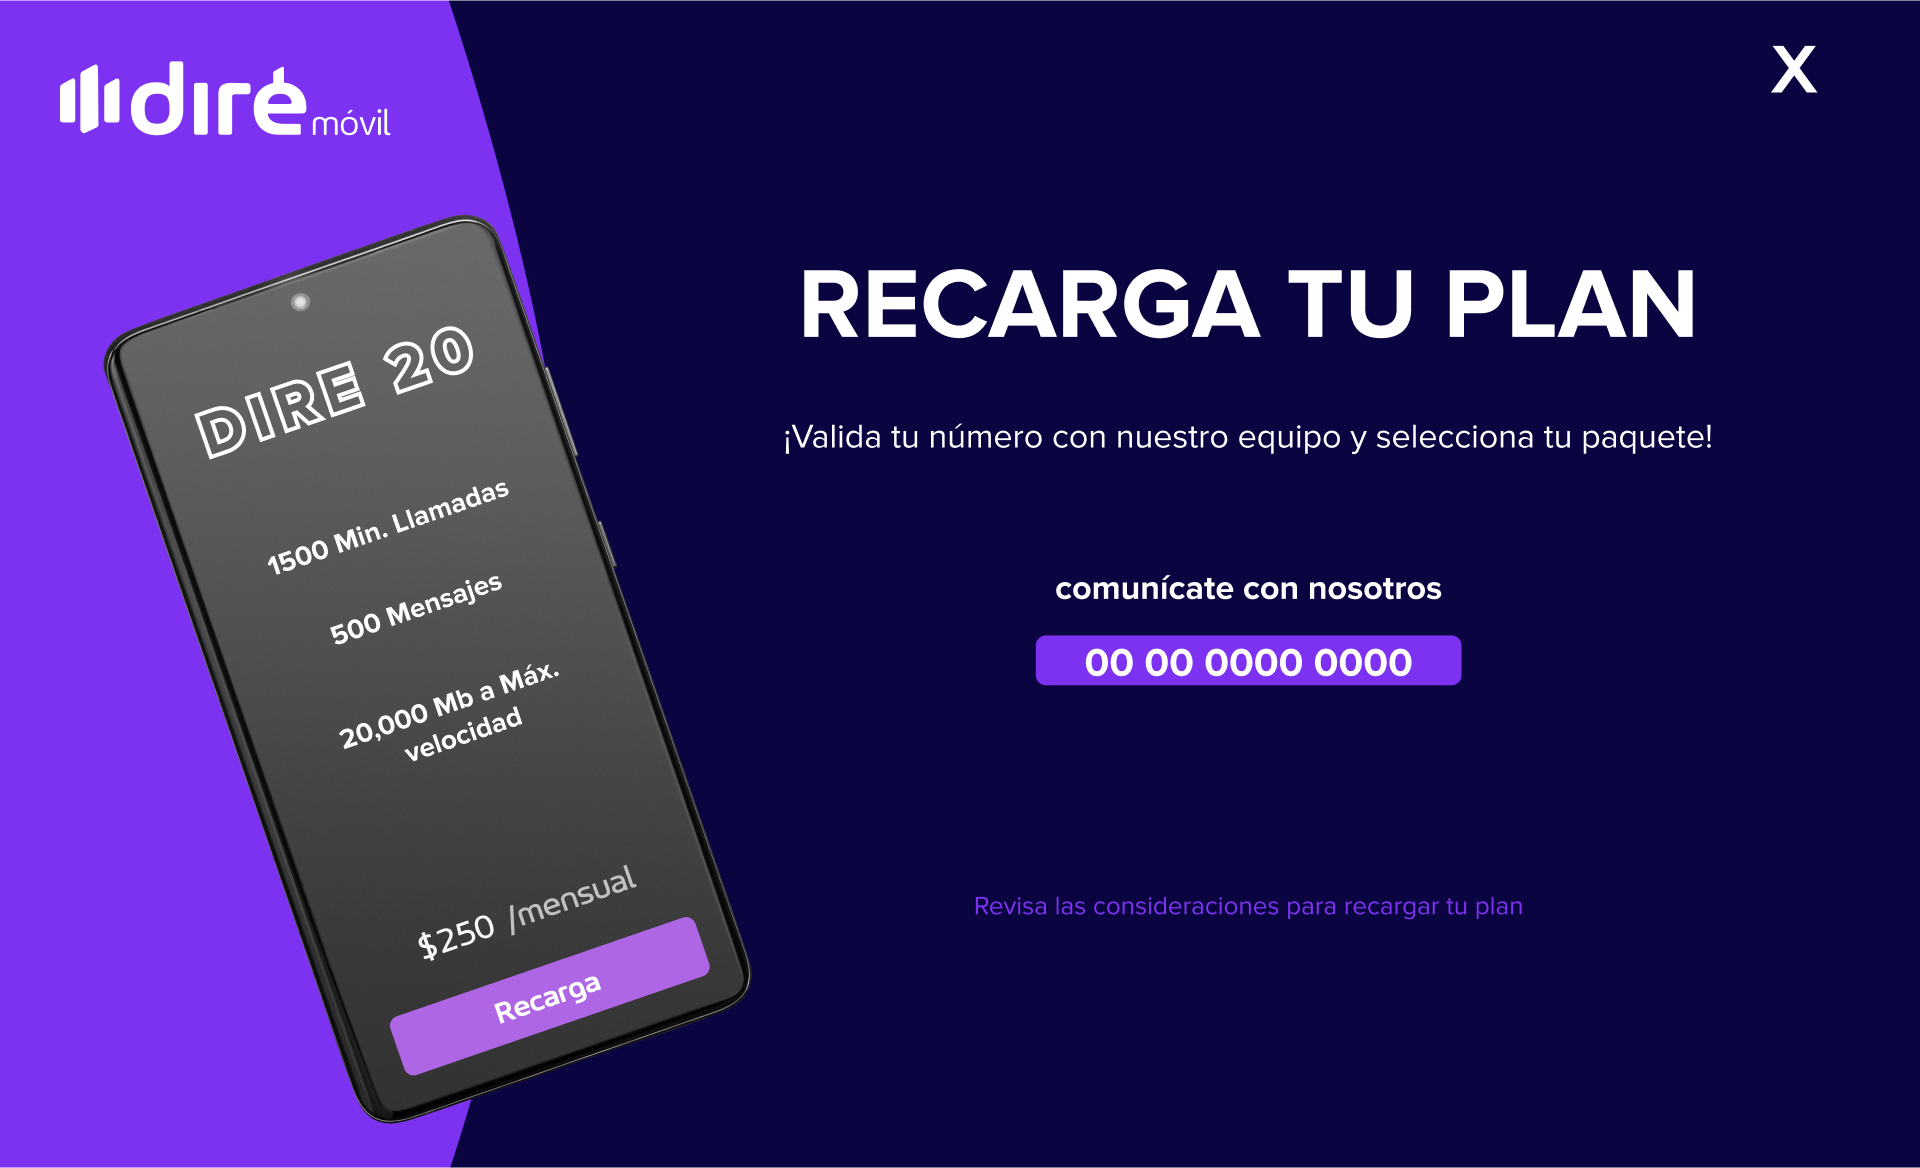 dirė móvil
X
DIRE 20
1500 Min. Llamadas
500 Mensajes
20,000 Mb a Máx.
velocidad
$250 /mensual
Recarga
RECARGA TU PLAN
¡Valida tu número con nuestro equipo y selecciona tu paquete!
comunícate con nosotros
00 00 0000 0000
Revisa las consideraciones para recargar tu plan